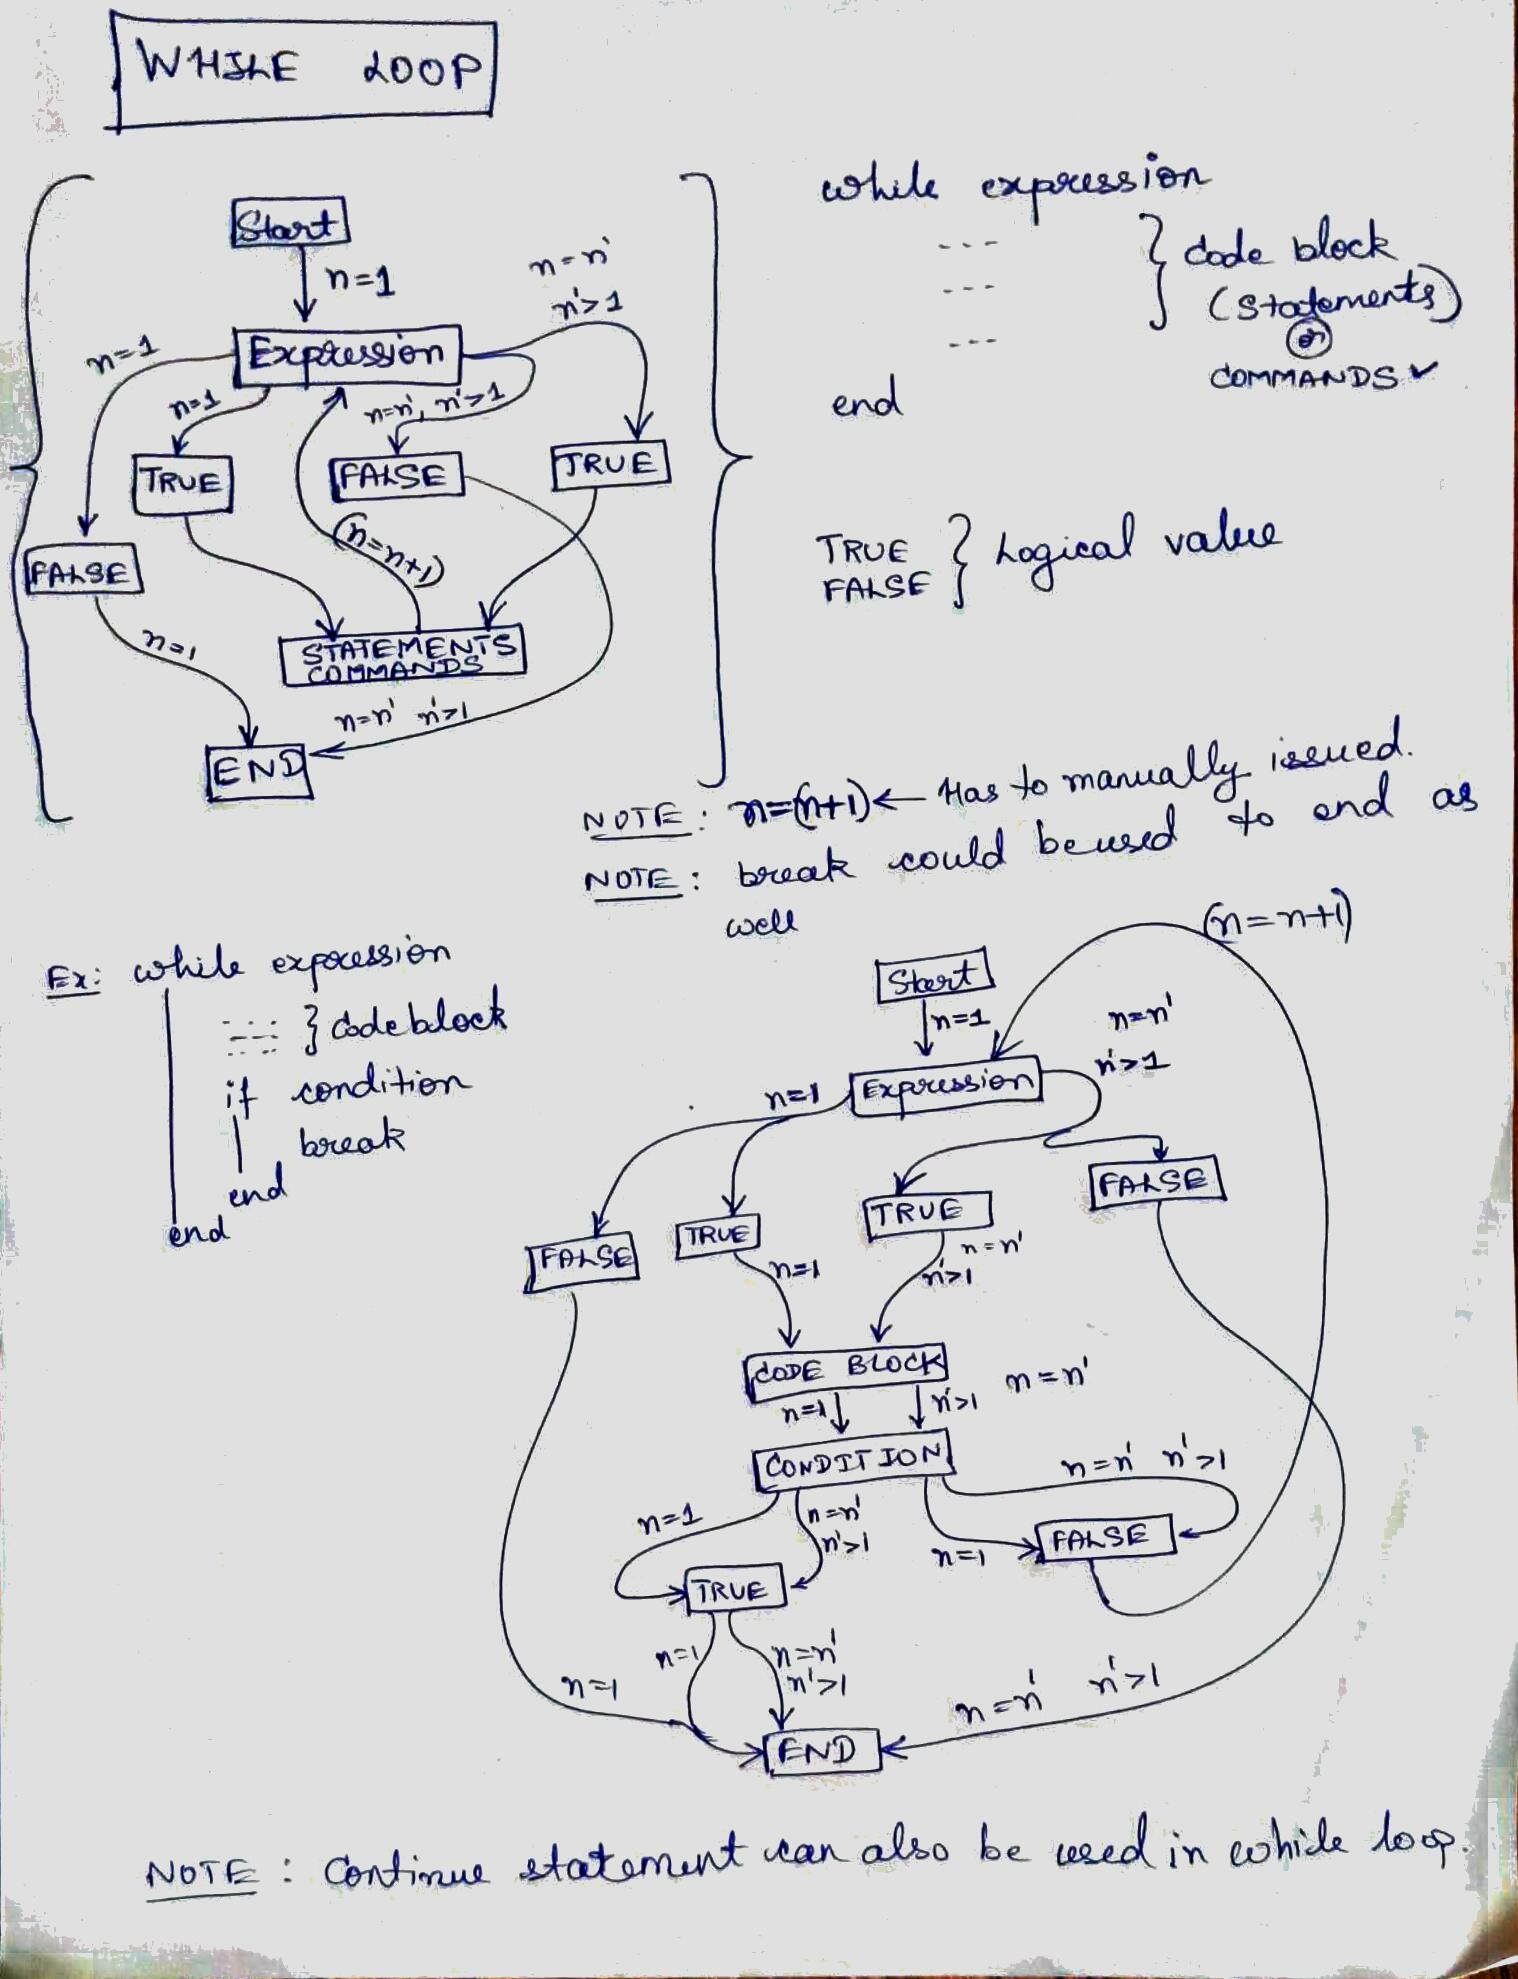 WHILE LOOP
Start
n=1
n=n'
n'>1
Expression
n=1
n=1
n=n', n'>1
TRUE
FALSE
TRUE
FALSE
(n=n+1)
n=1
STATEMENTS
COMMANDS
n=n' n'>1
END
while expression
---
---
---
} Code block
(Statements)
or
COMMANDS ✓
end
TRUE
FALSE
} Logical value
NOTE : n=(n+1) ← Has to manually issued.
NOTE : break could be used to end as
well
Ex: while expression
} Code block
if condition
break
end
end
(n=n+1)
Start
n=1
n=n'
n'>1
Expression
n=1
FALSE
TRUE
TRUE
FALSE
n=1
n=n'
n'>1
CODE BLOCK
n=1
n'>1
n=n'
CONDITION
n=n' n'>1
n=1
n=n'
n'>1
n=1
FALSE
TRUE
n=1
n=n'
n'>1
n=1
n=n' n'>1
END
NOTE : Continue statement can also be used in while loop.